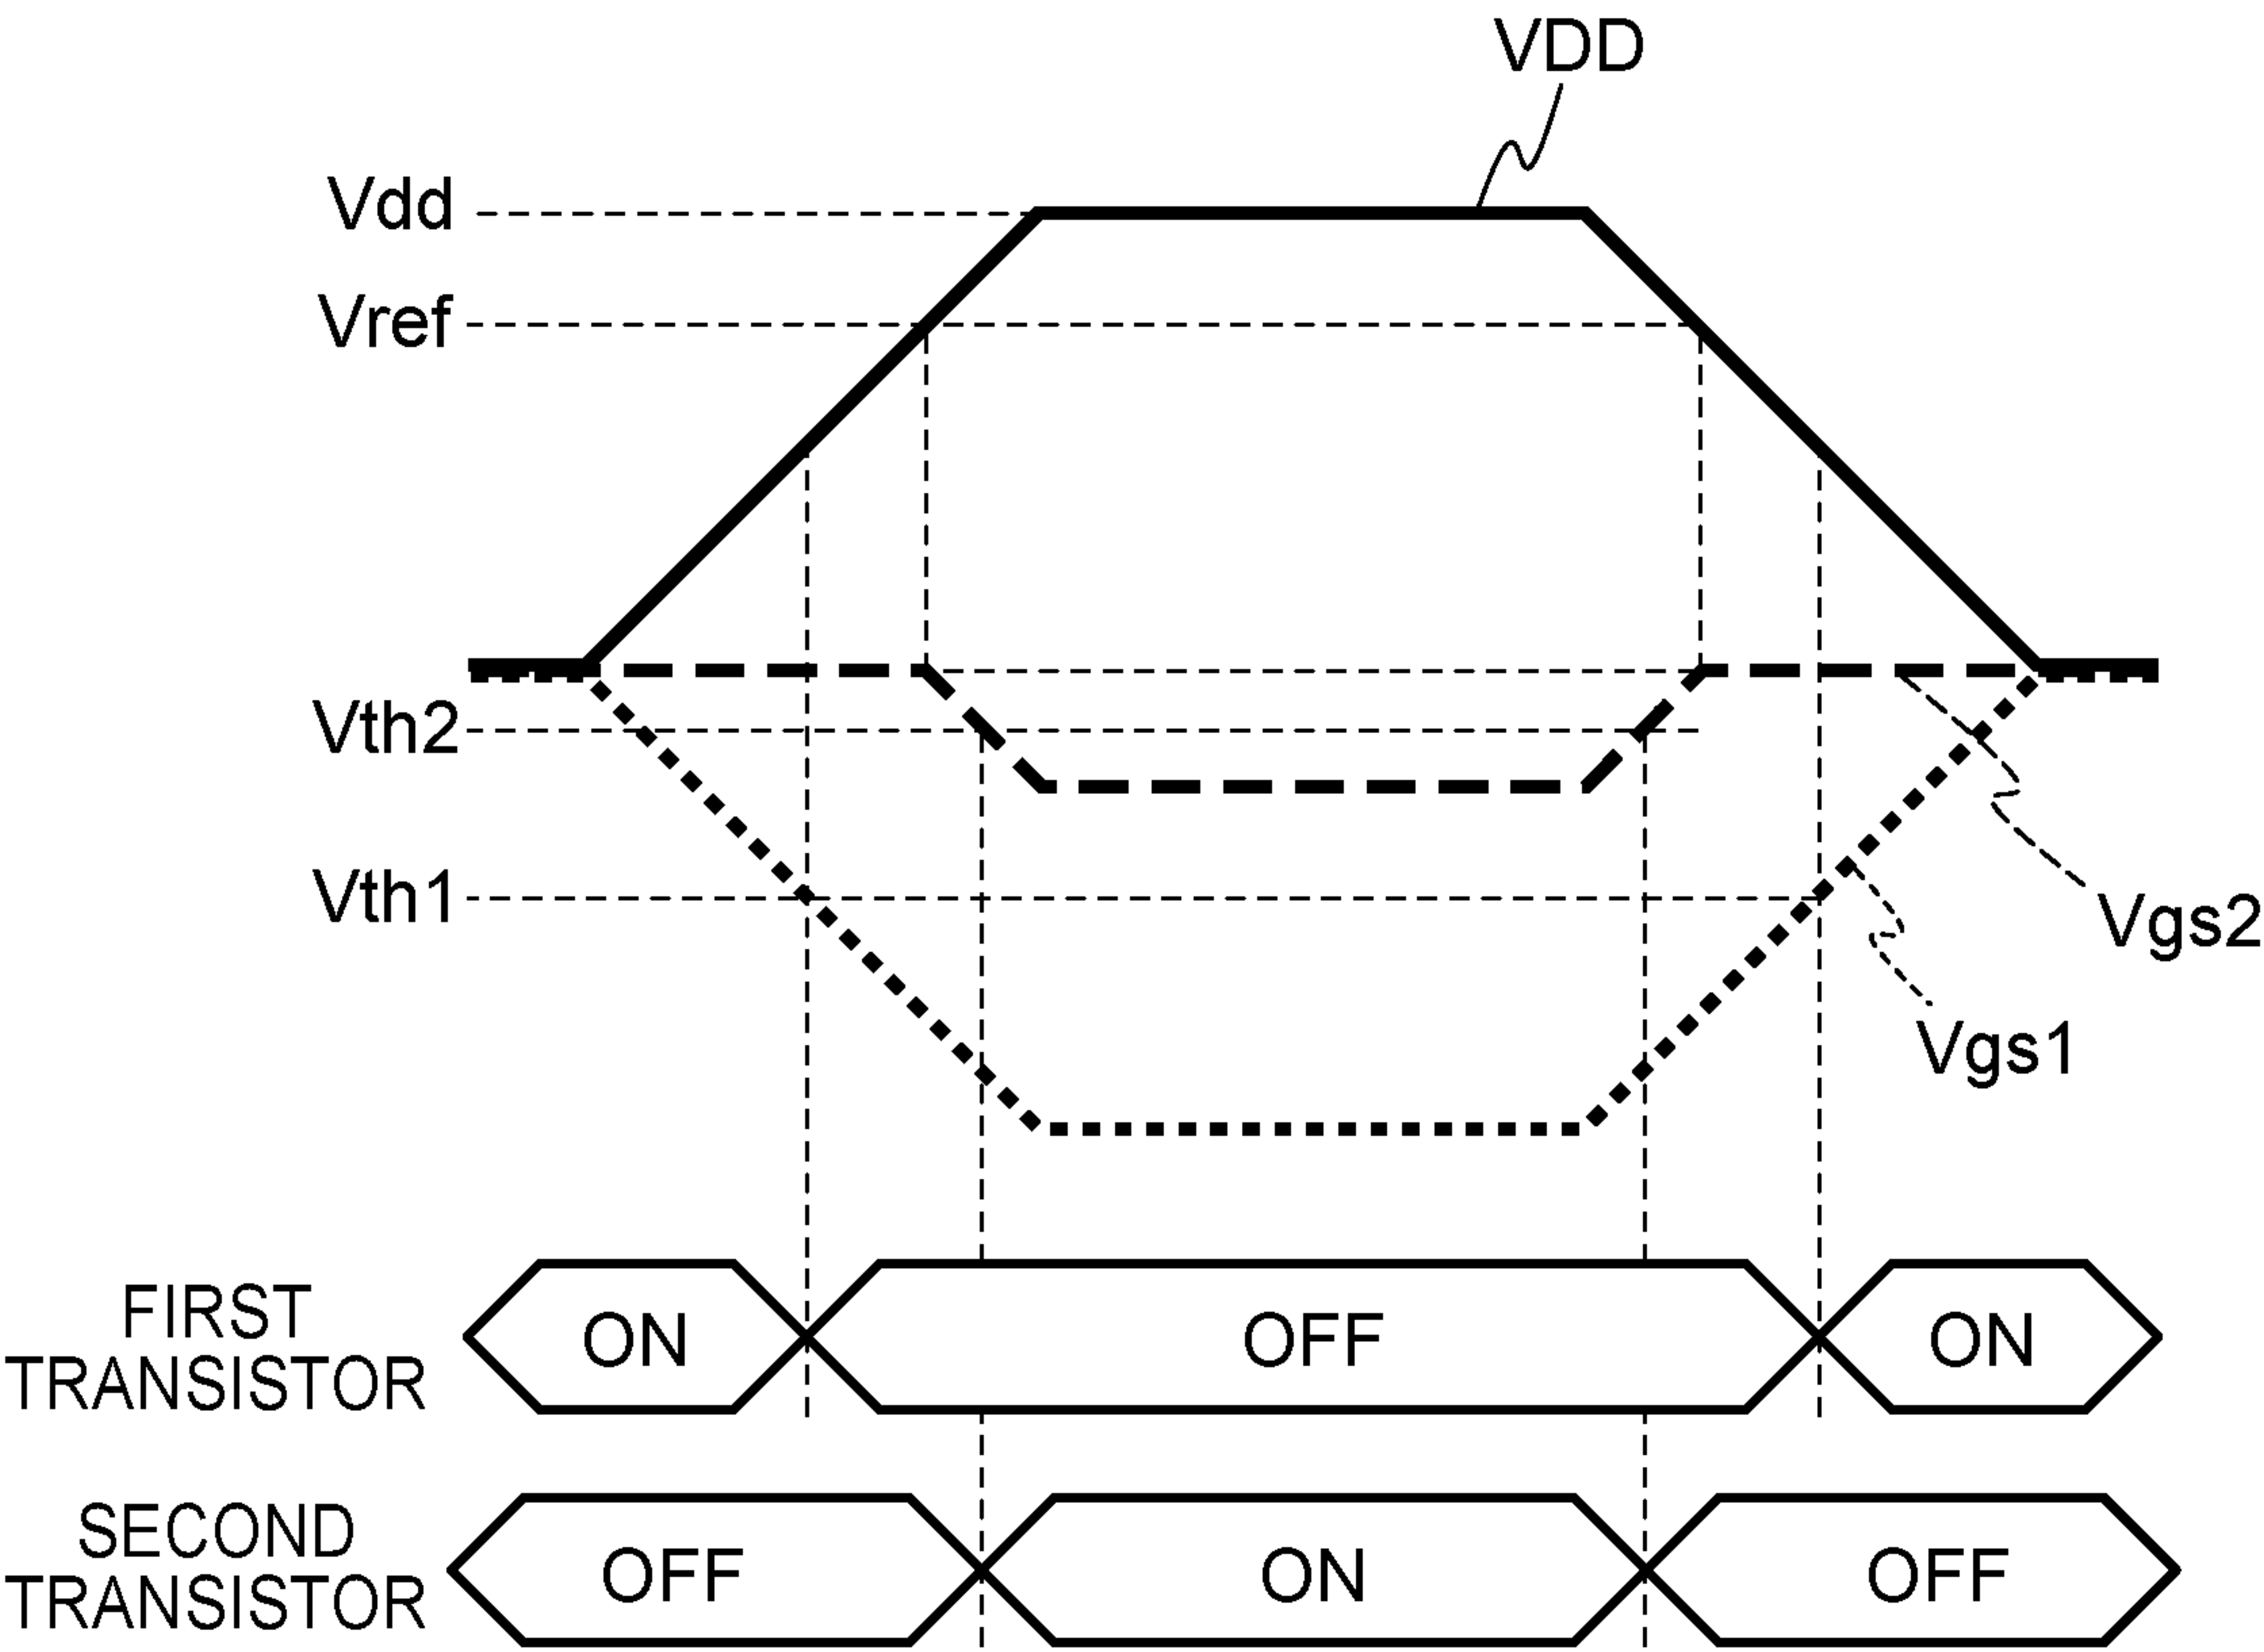 VDD
Vdd
Vref
Vth2
Vth1
Vgs2
Vgs1
FIRST
TRANSISTOR
ON
OFF
ON
SECOND
TRANSISTOR
OFF
ON
OFF